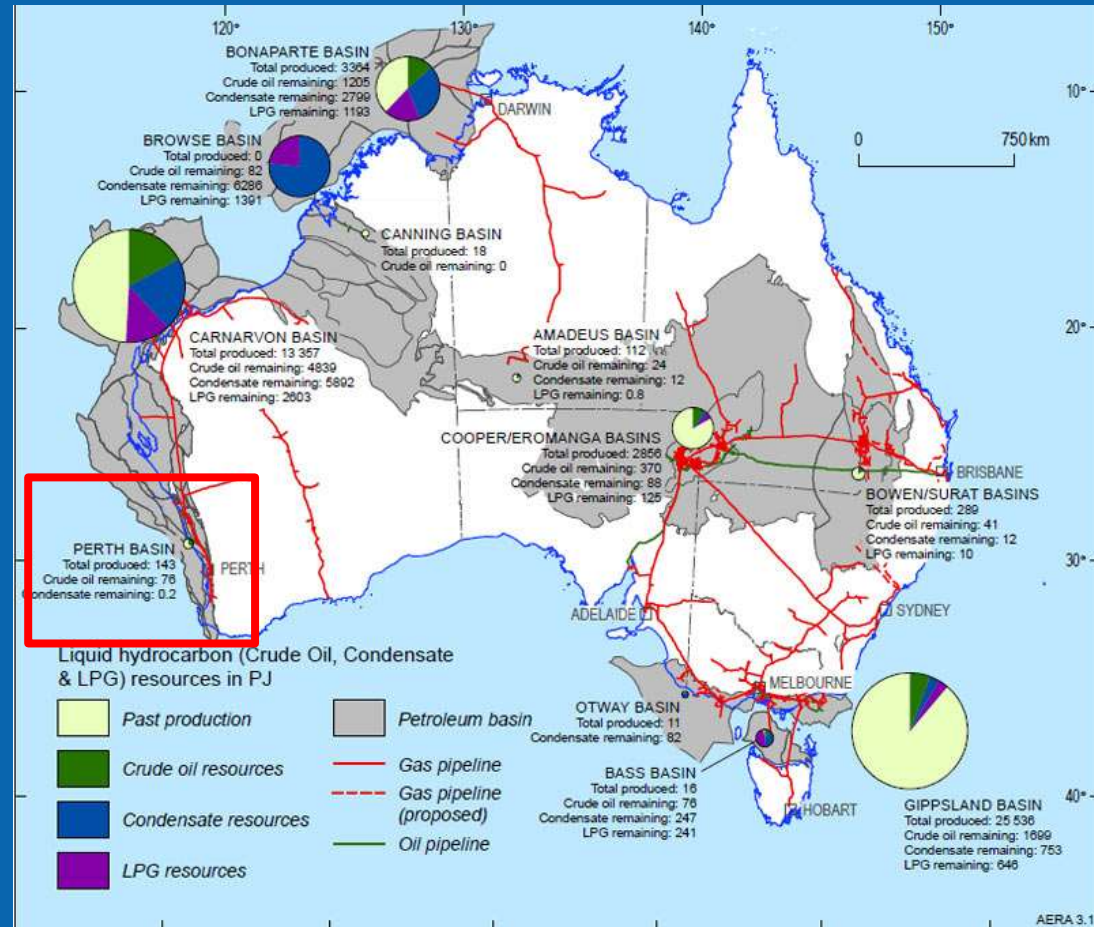 120°
130°
140°
150°
10°
20°
30°
40°
BONAPARTE BASIN
Total produced: 3364
Crude oil remaining: 1205
Condensate remaining: 2799
LPG remaining: 1193
DARWIN
0
750 km
BROWSE BASIN
Total produced: 0
Crude oil remaining: 82
Condensate remaining: 6286
LPG remaining: 1391
CANNING BASIN
Total produced: 18
Crude oil remaining: 0
CARNARVON BASIN
Total produced: 13 357
Crude oil remaining: 4839
Condensate remaining: 5892
LPG remaining: 2603
AMADEUS BASIN
Total produced: 112
Crude oil remaining: 24
Condensate remaining: 12
LPG remaining: 0.8
COOPER/EROMANGA BASINS
Total produced: 2856
Crude oil remaining: 370
Condensate remaining: 88
LPG remaining: 125
BRISBANE
BOWEN/SURAT BASINS
Total produced: 289
Crude oil remaining: 41
Condensate remaining: 12
LPG remaining: 10
PERTH BASIN
Total produced: 143
Crude oil remaining: 76
Condensate remaining: 0.2
PERTH
ADELAIDE
SYDNEY
MELBOURNE
OTWAY BASIN
Total produced: 11
Condensate remaining: 82
BASS BASIN
Total produced: 16
Crude oil remaining: 76
Condensate remaining: 247
LPG remaining: 241
HOBART
GIPPSLAND BASIN
Total produced: 25 536
Crude oil remaining: 1699
Condensate remaining: 753
LPG remaining: 646
Liquid hydrocarbon (Crude Oil, Condensate
& LPG) resources in PJ
Past production
Crude oil resources
Condensate resources
LPG resources
Petroleum basin
Gas pipeline
Gas pipeline
(proposed)
Oil pipeline
AERA 3.1